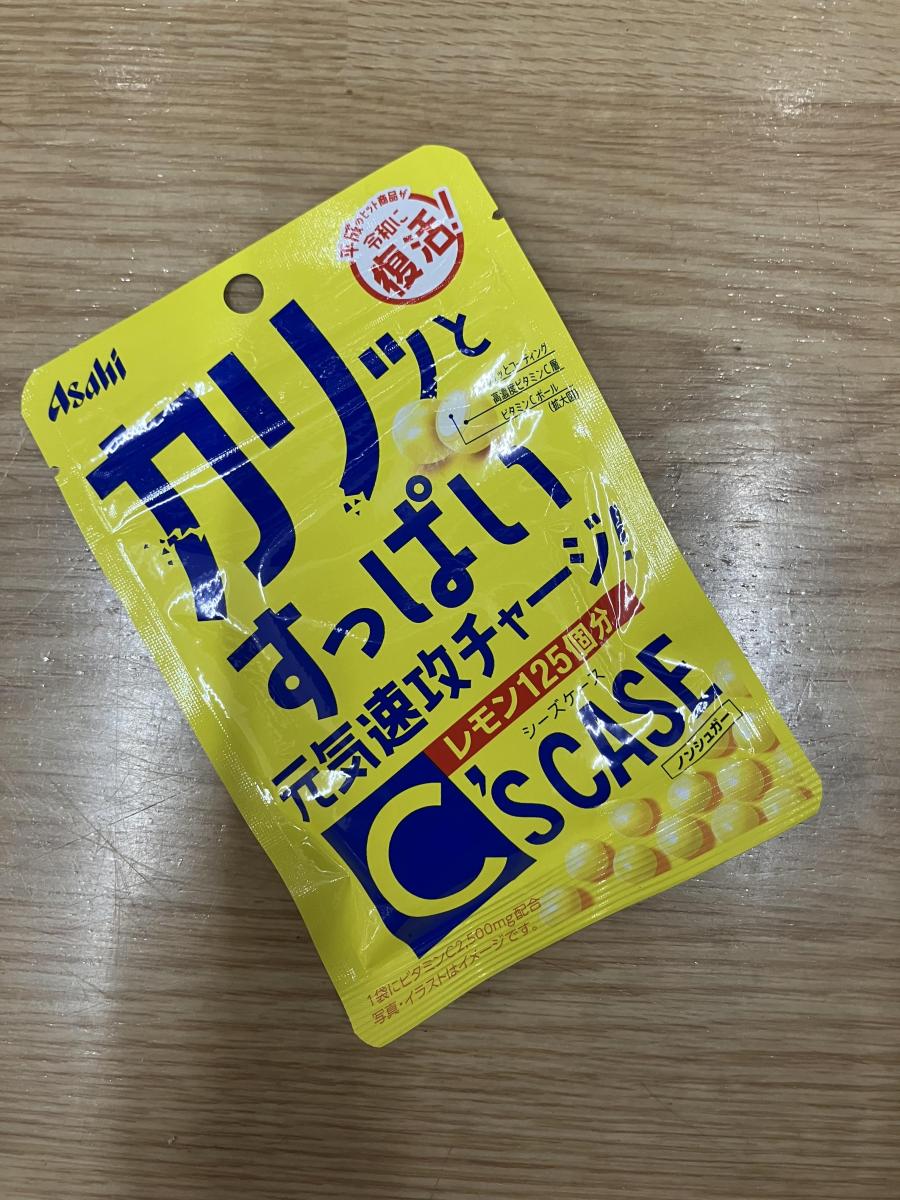 平成のヒット商品が
令和に
復活!
Asahi
カリッと
ッとコーティング
高濃度ビタミンC層
ビタミンCボール
(拡大図)
すっぱい
元気速攻チャージ!
レモン125個分
シーズケース
C'S CASE
ノンシュガー
1袋にビタミンC2,500mg配合
写真・イラストはイメージです。